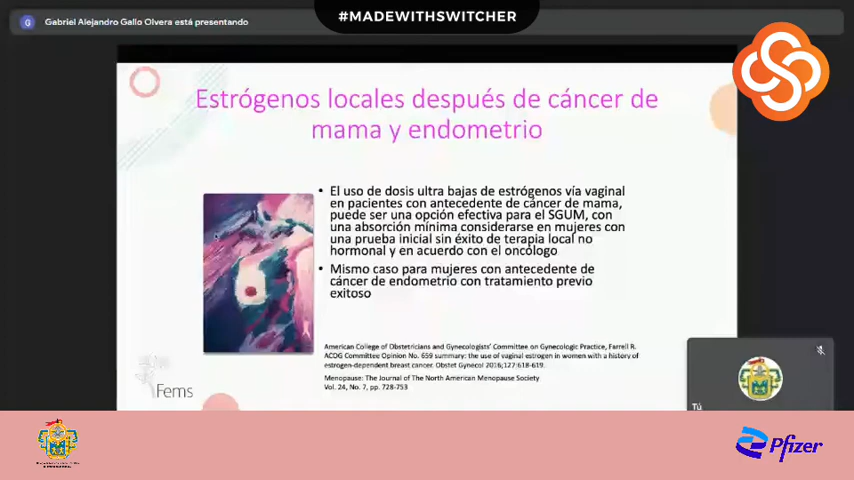 #MADEWITHSWITCHER
G
Gabriel Alejandro Gallo Olvera está presentando
Estrógenos locales después de cáncer de
mama y endometrio
• El uso de dosis ultra bajas de estrógenos vía vaginal
en pacientes con antecedente de cáncer de mama,
puede ser una opción efectiva para el SGUM, con
una absorción mínima considerarse en mujeres con
una prueba inicial sin éxito de terapia local no
hormonal y en acuerdo con el oncólogo
• Mismo caso para mujeres con antecedente de
cáncer de endometrio con tratamiento previo
exitoso
American College of Obstetricians and Gynecologists' Committee on Gynecologic Practice, Farrell R.
ACOG Committee Opinion No. 659 summary: the use of vaginal estrogen in women with a history of
estrogen-dependent breast cancer. Obstet Gynecol 2016;127:618-619.
Menopause: The Journal of The North American Menopause Society
Vol. 24, No. 7, pp. 728-753
Fems
Tú
Pfizer